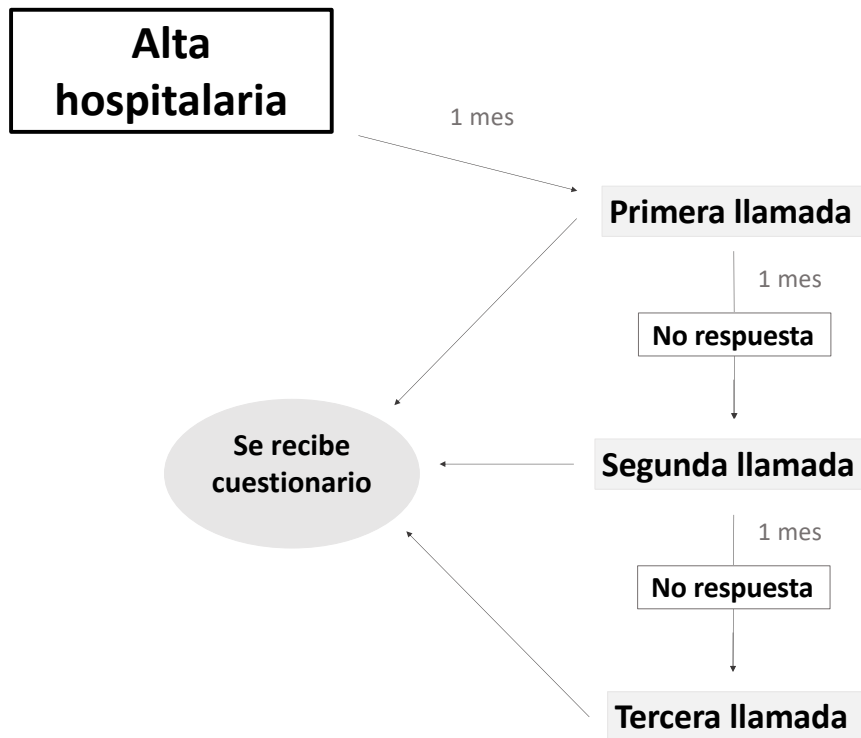 Alta
hospitalaria
1 mes
Primera llamada
1 mes
No respuesta
Se recibe
cuestionario
Segunda llamada
1 mes
No respuesta
Tercera llamada